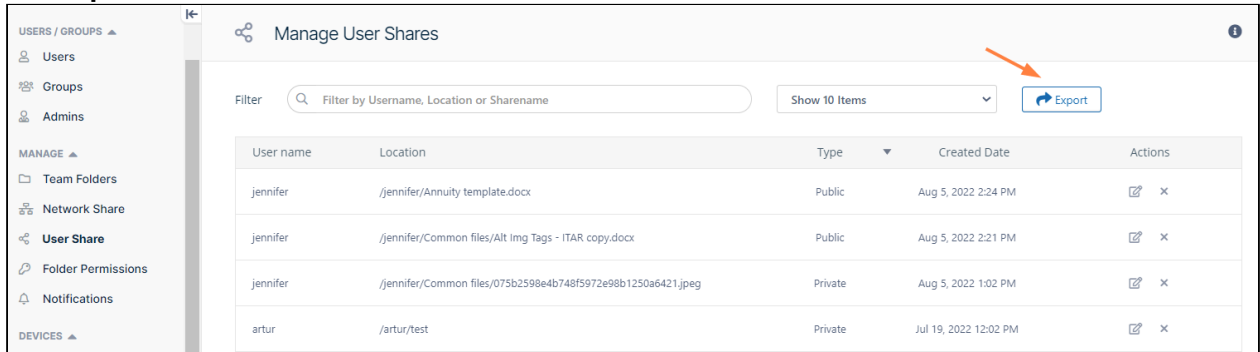 USERS / GROUPS
Users
Groups
Admins
MANAGE
Team Folders
Network Share
User Share
Folder Permissions
Notifications
DEVICES
Manage User Shares
Filter Filter by Username, Location or Sharename Show 10 Items Export
User name Location Type Created Date Actions
jennifer /jennifer/Annuity template.docx Public Aug 5, 2022 2:24 PM
jennifer /jennifer/Common files/Alt Img Tags - ITAR copy.docx Public Aug 5, 2022 2:21 PM
jennifer /jennifer/Common files/075b2598e4b748f5972e98b1250a6421.jpeg Private Aug 5, 2022 1:02 PM
artur /artur/test Private Jul 19, 2022 12:02 PM